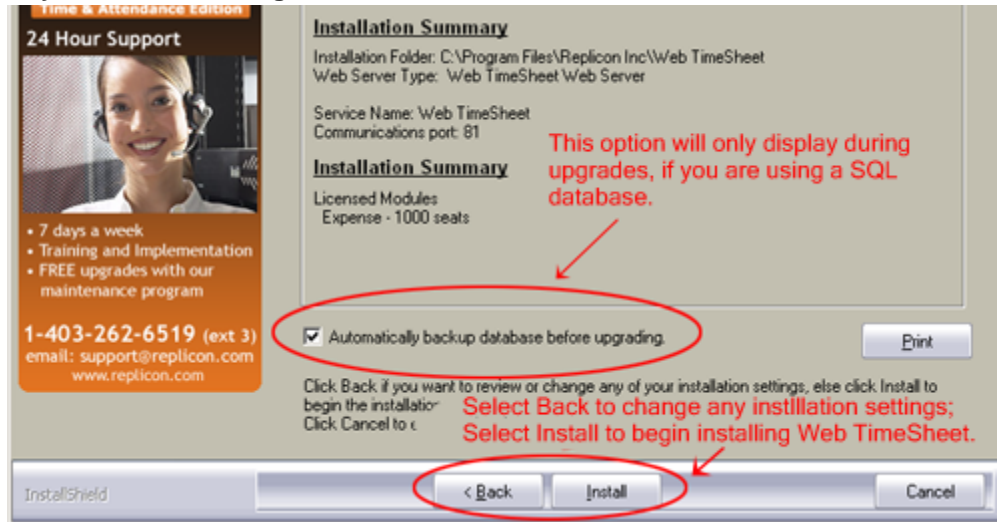 Time & Attendance Edition
24 Hour Support
• 7 days a week
• Training and Implementation
• FREE upgrades with our
maintenance program
1-403-262-6519 (ext 3)
email: support@replicon.com
www.replicon.com
Installation Summary
Installation Folder: C:\Program Files\Replicon Inc\Web TimeSheet
Web Server Type: Web TimeSheet Web Server
Service Name: Web TimeSheet
Communications port: 81
Installation Summary
Licensed Modules
Expense - 1000 seats
This option will only display during
upgrades, if you are using a SQL
database.
Automatically backup database before upgrading.
Print
Click Back if you want to review or change any of your installation settings, else click Install to
begin the
Click Cancel to
Select Back to change any instlllation settings;
Select Install to begin installing Web TimeSheet.
InstallShield
< Back
Install
Cancel